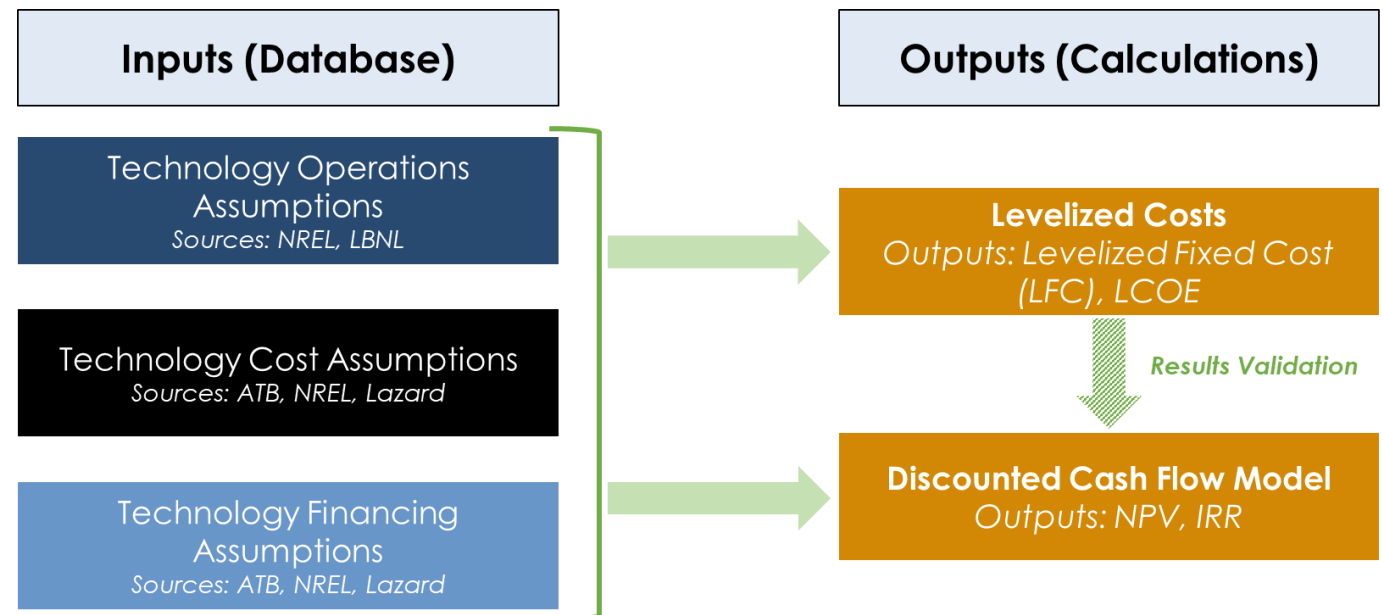 Inputs (Database)
Technology Operations
Assumptions
Sources: NREL, LBNL
Technology Cost Assumptions
Sources: ATB, NREL, Lazard
Technology Financing
Assumptions
Sources: ATB, NREL, Lazard
Outputs (Calculations)
Levelized Costs
Outputs: Levelized Fixed Cost
(LFC), LCOE
Results Validation
Discounted Cash Flow Model
Outputs: NPV, IRR